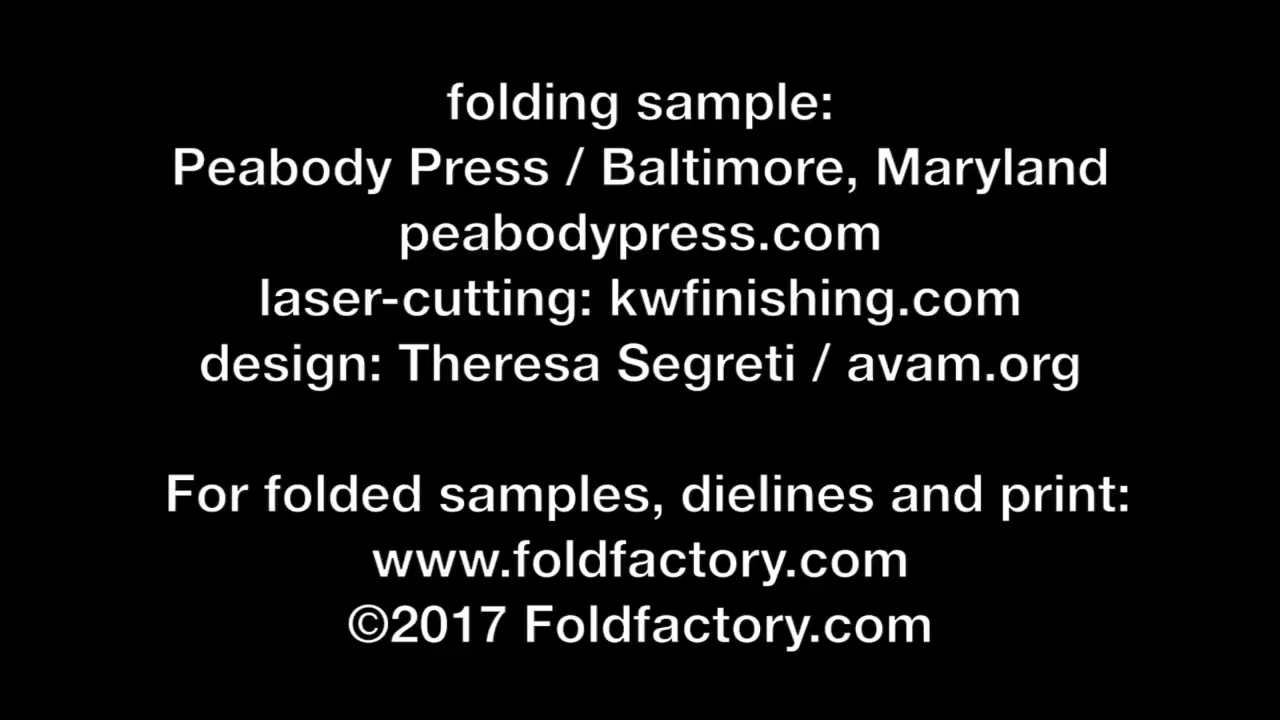 folding sample:
Peabody Press / Baltimore, Maryland
peabodypress.com
laser-cutting: kwfinishing.com
design: Theresa Segreti / avam.org
For folded samples, dielines and print:
www.foldfactory.com
©2017 Foldfactory.com